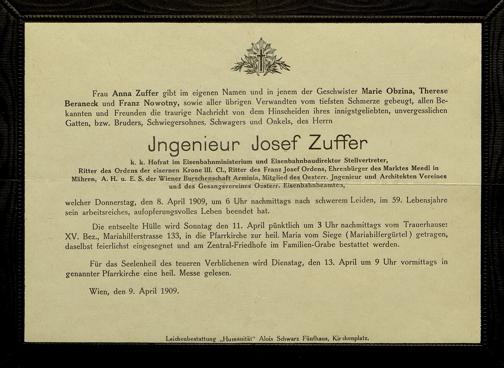 Frau Anna Zuffer gibt im eigenen Namen und in jenem der Geschwister Marie Obzina, Therese
Beraneck und Franz Nowotny, sowie aller übrigen Verwandten vom tiefsten Schmerze gebeugt, allen Be-
kannten und Freunden die traurige Nachricht von dem Hinscheiden ihres innigstgeliebten, unvergesslichen
Gatten, bzw. Bruders, Schwiegersohnes, Schwagers und Onkels, des Herrn
Jngenieur Josef Zuffer
k. k. Hofrat im Eisenbahnministerium und Eisenbahnbaudirektor Stellvertreter,
Ritter des Ordens der eisernen Krone III. Cl., Ritter des Franz Josef Ordens, Ehrenbürger des Marktes Meedl in
Mähren, A. H. u. E. S. der Wiener Burschenschaft Arminia, Mitglied des Oesterr. Jngenieur und Architekten Vereines
und des Gesangsvereines Oesterr. Eisenbahnbeamten,
welcher Donnerstag, den 8. April 1909, um 6 Uhr nachmittags nach schwerem Leiden, im 59. Lebensjahre
sein arbeitsreiches, aufopferungsvolles Leben beendet hat.
Die entseelte Hülle wird Sonntag den 11. April pünktlich um 3 Uhr nachmittags vom Trauerhause:
XV. Bez., Mariahilferstrasse 133, in die Pfarrkirche zur heil. Maria vom Siege (Mariahilfergürtel) getragen,
daselbst feierlichst eingesegnet und am Zentral-Friedhofe im Familien-Grabe bestattet werden.
Für das Seelenheil des teueren Verblichenen wird Dienstag, den 13. April um 9 Uhr vormittags in
genannter Pfarrkirche eine heil. Messe gelesen.
Wien, den 9. April 1909.
Leichenbestattung „Humanität" Alois Schwarz Fünfhaus, Kirchenplatz.